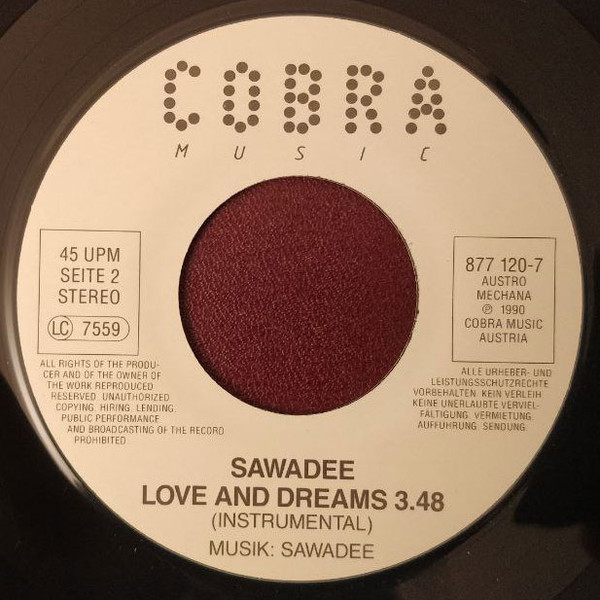 COBRA
MUSIC
45 UPM
SEITE 2
STEREO
LC 7559
877 120-7
AUSTRO
MECHANA
℗ 1990
COBRA MUSIC
AUSTRIA
ALL RIGHTS OF THE PRODU-
CER AND OF THE OWNER OF
THE WORK REPRODUCED
RESERVED. UNAUTHORIZED
COPYING. HIRING. LENDING.
PUBLIC PERFORMANCE
AND BROADCASTING OF THE RECORD
PROHIBITED
ALLE URHEBER- UND
LEISTUNGSSCHUTZRECHTE
VORBEHALTEN. KEIN VERLEIH
KEINE UNERLAUBTE VERVIEL-
FÄLTIGUNG. VERMIETUNG.
AUFFÜHRUNG. SENDUNG.
SAWADEE
LOVE AND DREAMS 3.48
(INSTRUMENTAL)
MUSIK: SAWADEE